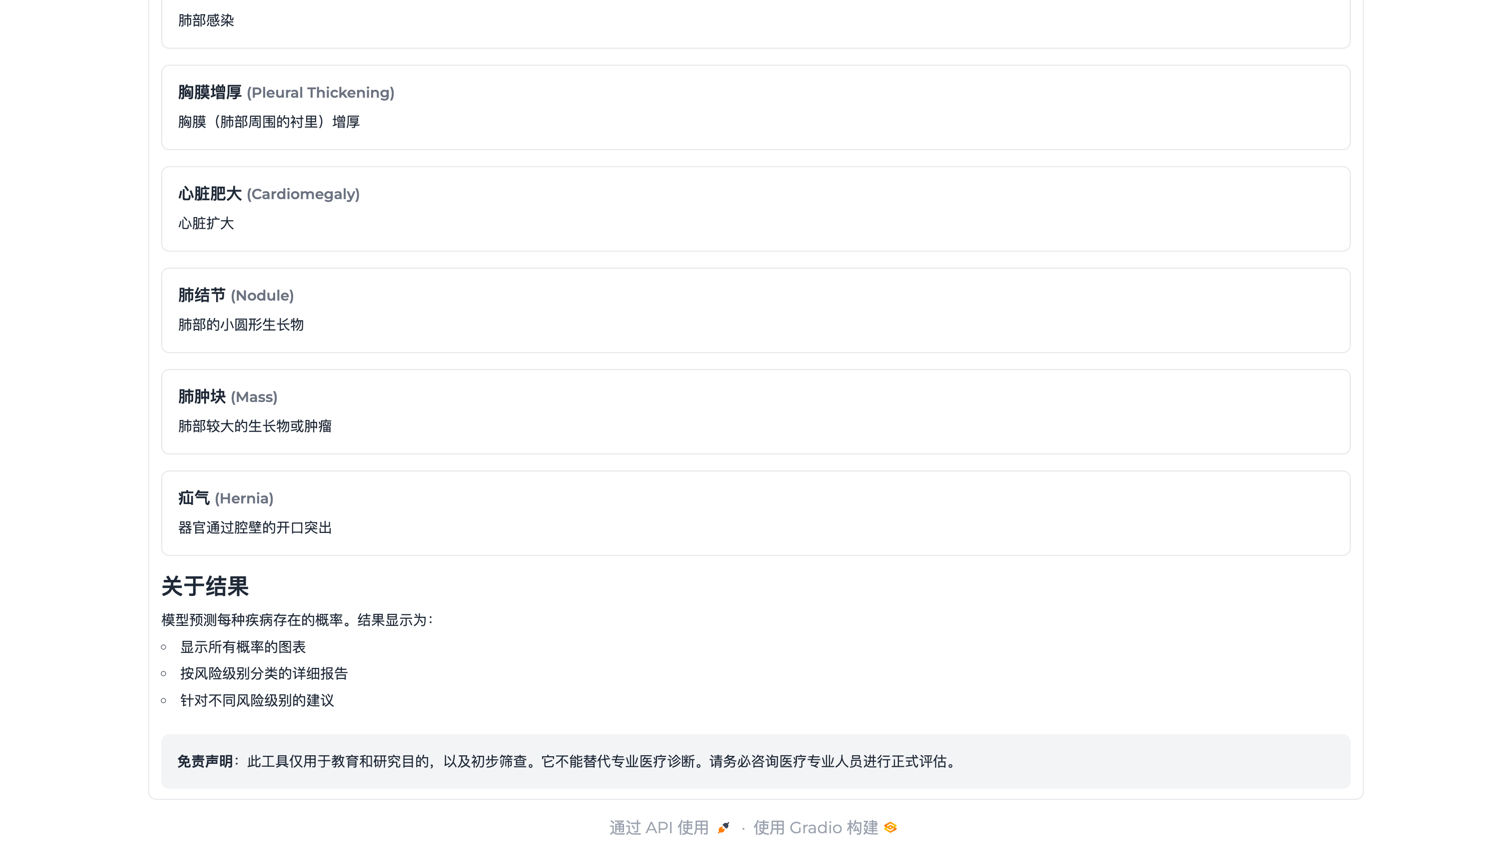 肺部感染
胸膜增厚 (Pleural Thickening)
胸膜（肺部周围的衬里）增厚
心脏肥大 (Cardiomegaly)
心脏扩大
肺结节 (Nodule)
肺部的小圆形生长物
肺肿块 (Mass)
肺部较大的生长物或肿瘤
疝气 (Hernia)
器官通过腔壁的开口突出
关于结果
模型预测每种疾病存在的概率。结果显示为：
显示所有概率的图表
按风险级别分类的详细报告
针对不同风险级别的建议
免责声明：此工具仅用于教育和研究目的，以及初步筛查。它不能替代专业医疗诊断。请务必咨询医疗专业人员进行正式评估。
通过 API 使用 · 使用 Gradio 构建